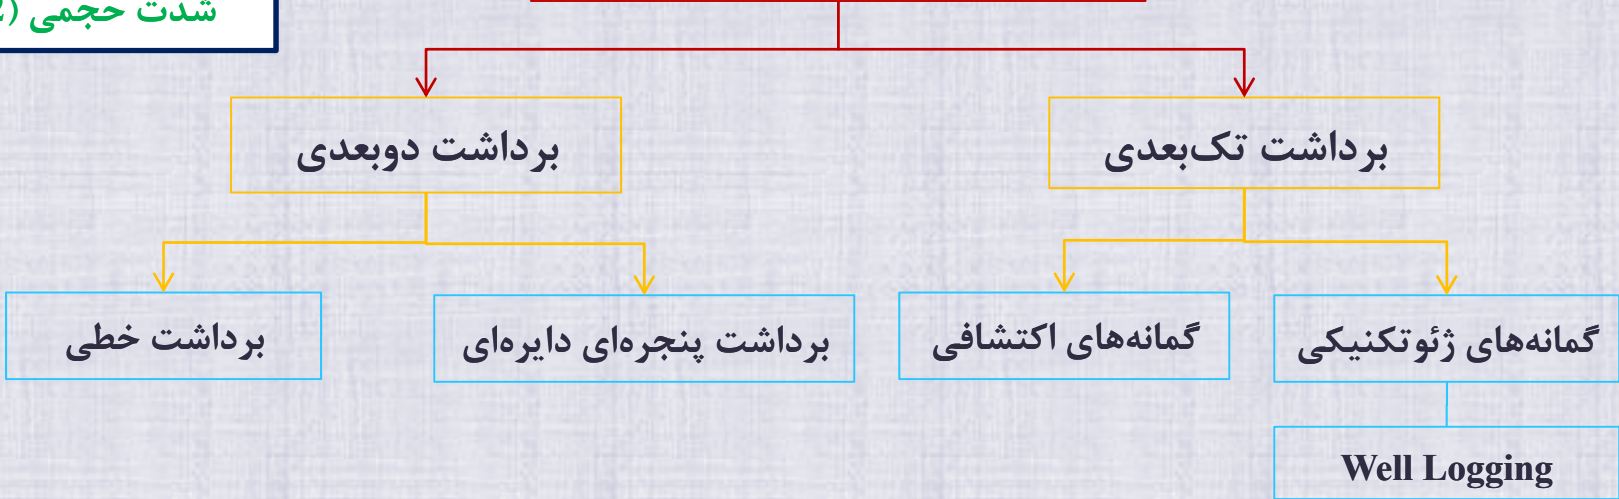 شدت حجمی (
برداشت تک‌بعدی
برداشت دوبعدی
گمانه‌های ژئوتکنیکی
گمانه‌های اکتشافی
برداشت پنجره‌ای دایره‌ای
برداشت خطی
Well Logging